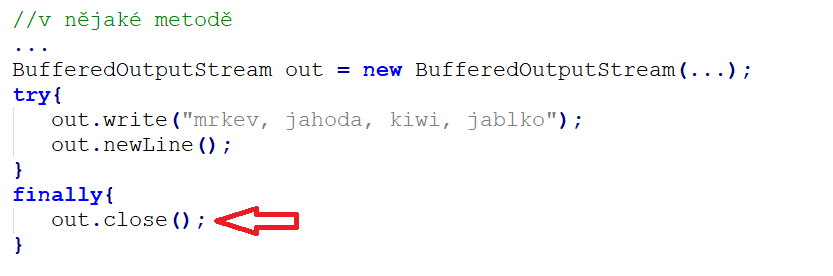 //v nějaké metodě
...
BufferedOutputStream out = new BufferedOutputStream(...);
try{
out.write("mrkev, jahoda, kiwi, jablko");
out.newLine();
}
finally{
out.close();
}